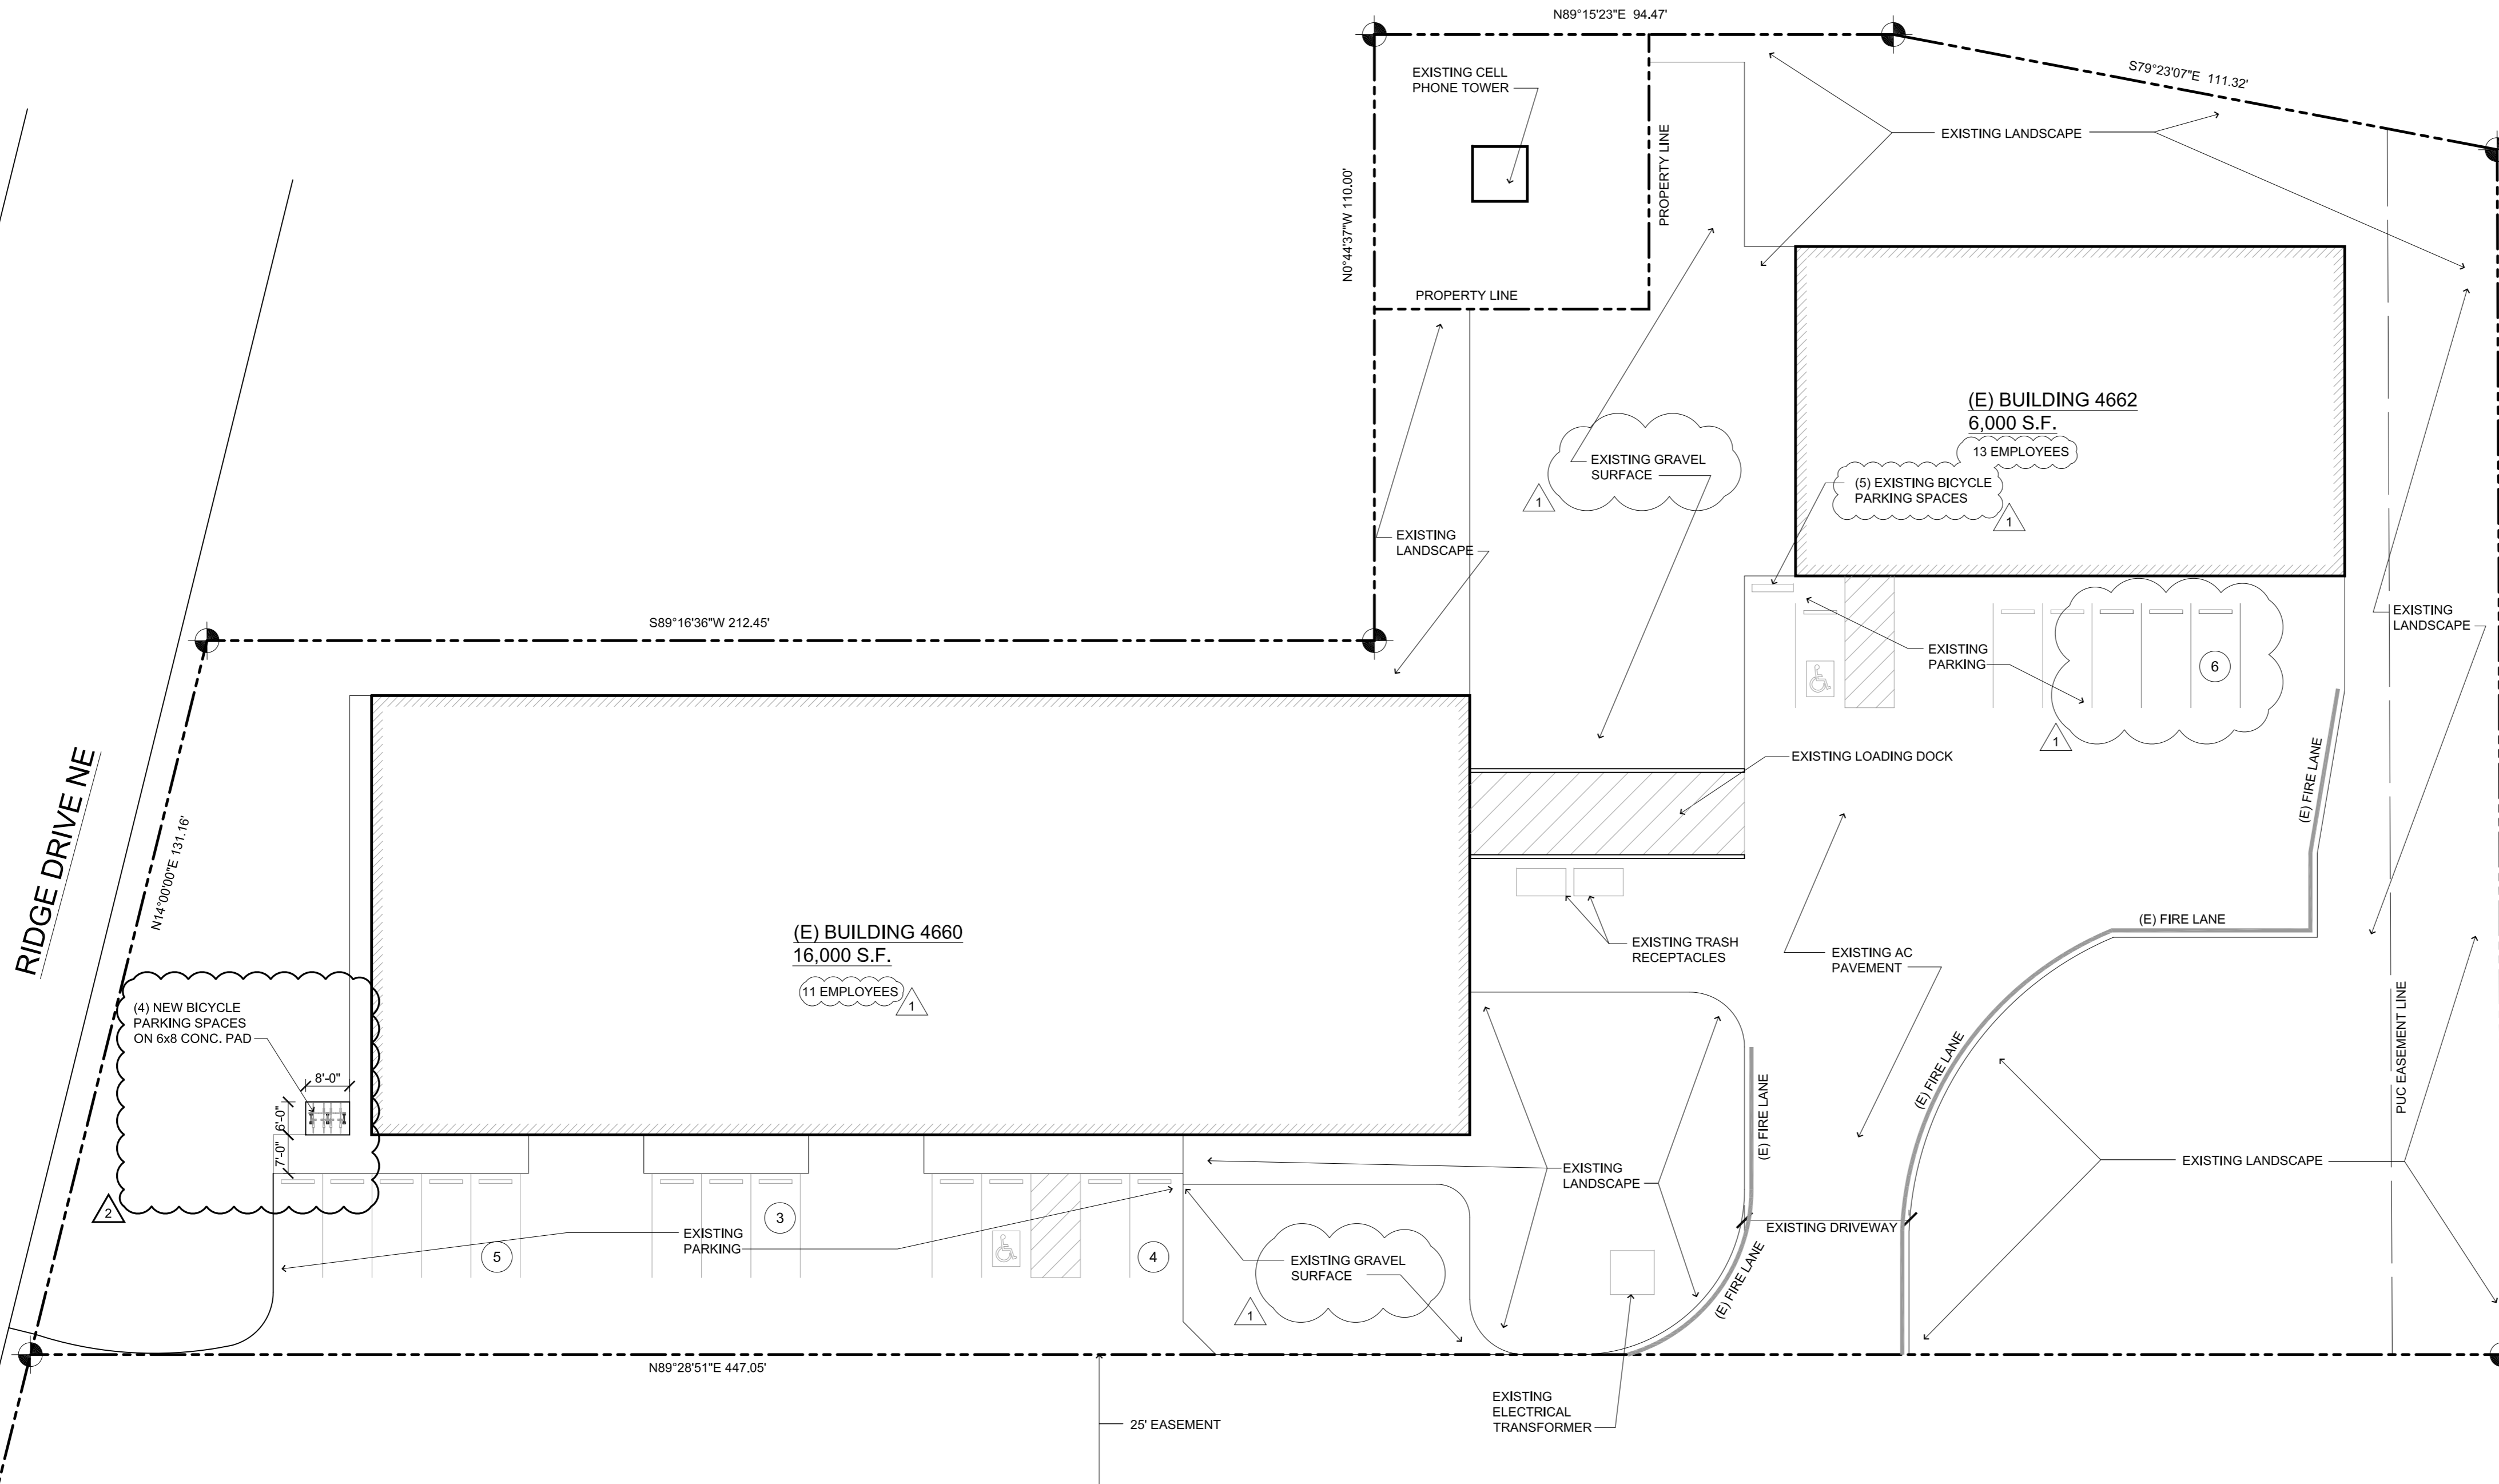 N89°15'23"E 94.47'
S79°23'07"E 111.32'
EXISTING CELL
PHONE TOWER
EXISTING LANDSCAPE
PROPERTY LINE
N0°44'37"W 110.00'
PROPERTY LINE
(E) BUILDING 4662
6,000 S.F.
13 EMPLOYEES
(5) EXISTING BICYCLE
PARKING SPACES
1
EXISTING GRAVEL
SURFACE
1
EXISTING
LANDSCAPE
S89°16'36"W 212.45'
EXISTING
LANDSCAPE
EXISTING
PARKING
6
1
EXISTING LOADING DOCK
(E) FIRE LANE
RIDGE DRIVE NE
N14°00'00"E 131.16'
(E) BUILDING 4660
16,000 S.F.
11 EMPLOYEES
1
EXISTING TRASH
RECEPTACLES
EXISTING AC
PAVEMENT
(E) FIRE LANE
(4) NEW BICYCLE
PARKING SPACES
ON 6x8 CONC. PAD
8'-0"
6'-0"
7'-0"
2
(E) FIRE LANE
(E) FIRE LANE
PUC EASEMENT LINE
EXISTING
LANDSCAPE
EXISTING LANDSCAPE
3
EXISTING
PARKING
5
4
EXISTING GRAVEL
SURFACE
1
EXISTING DRIVEWAY
(E) FIRE LANE
N89°28'51"E 447.05'
25' EASEMENT
EXISTING
ELECTRICAL
TRANSFORMER